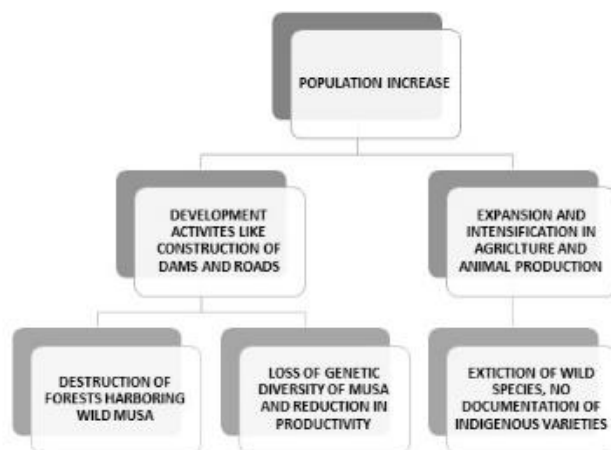 POPULATION INCREASE
DEVELOPMENT
ACTIVITES LIKE
CONSTRUCTION OF
DAMS AND ROADS
EXPANSION AND
INTENSIFICATION IN
AGRICLTURE AND
ANIMAL PRODUCTION
DESTRUCTION OF
FORESTS HARBORING
WILD MUSA
LOSS OF GENETIC
DIVERSITY OF MUSA
AND REDUCTION IN
PRODUCTIVITY
EXTICTION OF WILD
SPECIES, NO
DOCUMENTATION OF
INDIGENOUS VARIETIES